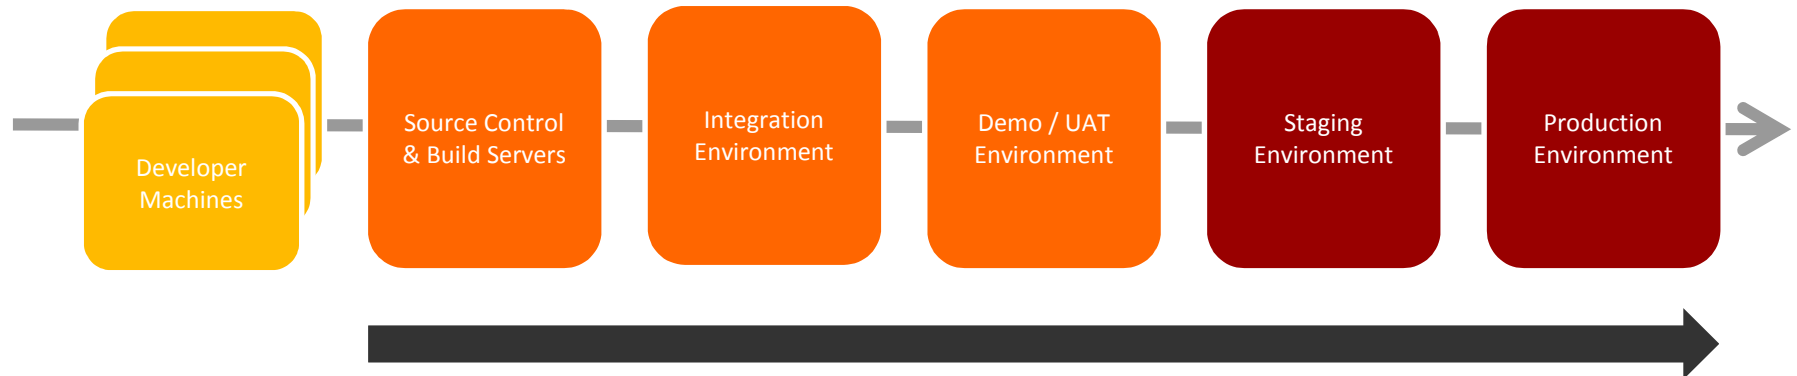 Developer
Machines
Source Control
& Build Servers
Integration
Environment
Demo / UAT
Environment
Staging
Environment
Production
Environment